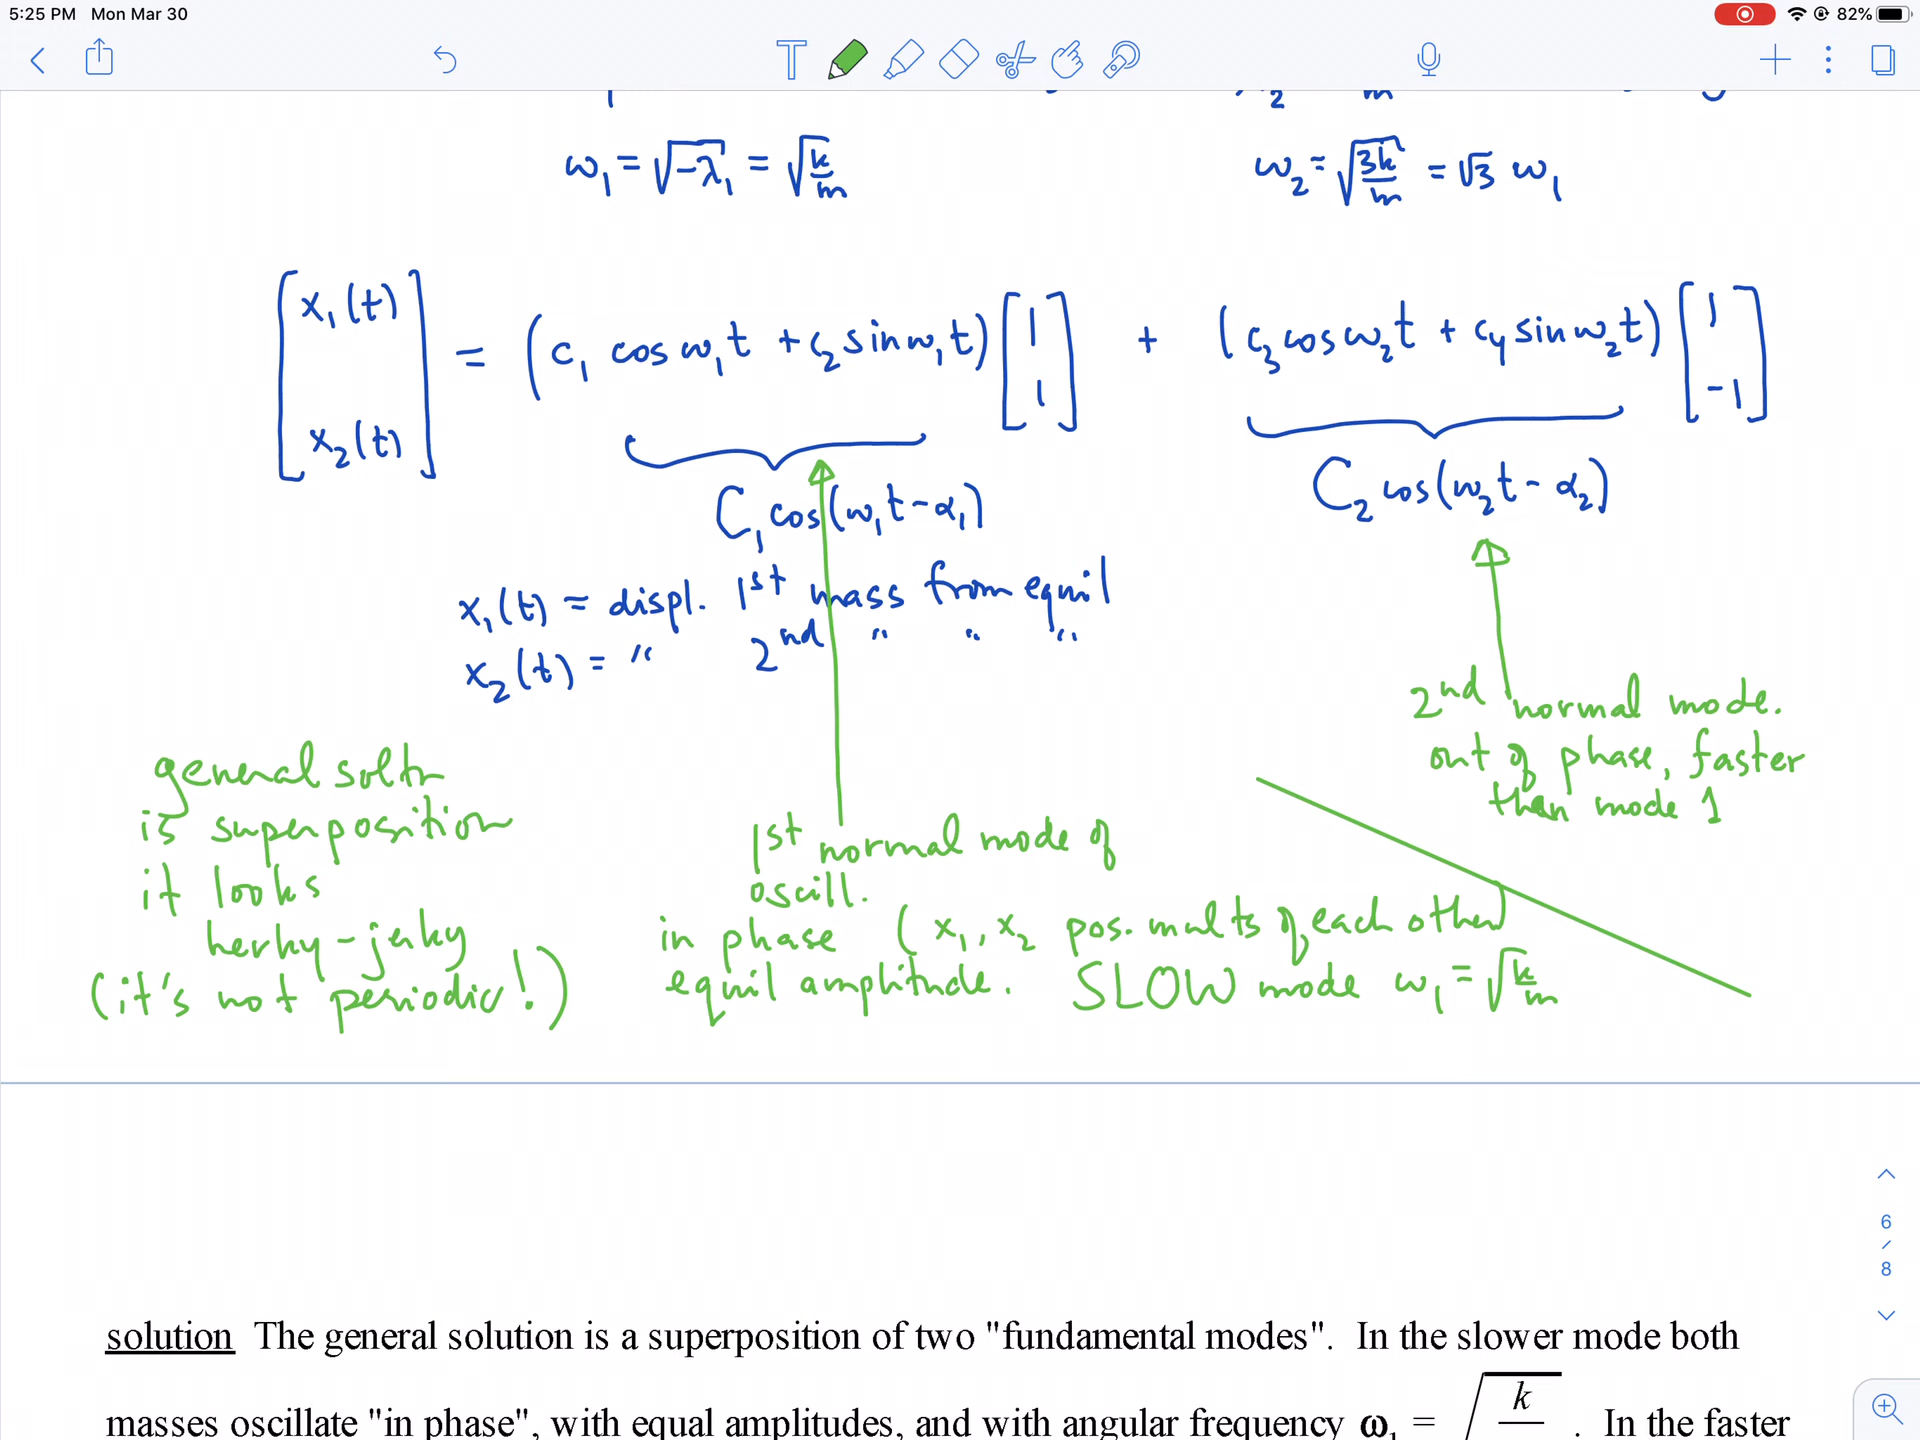 5:25 PM Mon Mar 30
82%
ω₁ = √(-λ₁) = √(k/m)
ω₂ = √(3k/m) = √3 ω₁
[x₁(t) x₂(t)] = (c₁ cos ω₁t + c₂ sin ω₁t) [1 1] + (c₃ cos ω₂t + c₄ sin ω₂t) [1 -1]
C₁ cos(ω₁t - α₁)
C₂ cos(ω₂t - α₂)
x₁(t) = displ. 1st mass from equil
x₂(t) = " 2nd " " "
2nd normal mode.
out of phase, faster
than mode 1
general soltn
is superposition
it looks
herky-jerky
(it's not periodic!)
1st normal mode of
oscill.
in phase (x₁, x₂ pos. mults of each other)
equil amplitude. SLOW mode ω₁ = √(k/m)
6
/
8
solution The general solution is a superposition of two "fundamental modes". In the slower mode both
masses oscillate "in phase", with equal amplitudes, and with angular frequency ω₁ = √k . In the faster